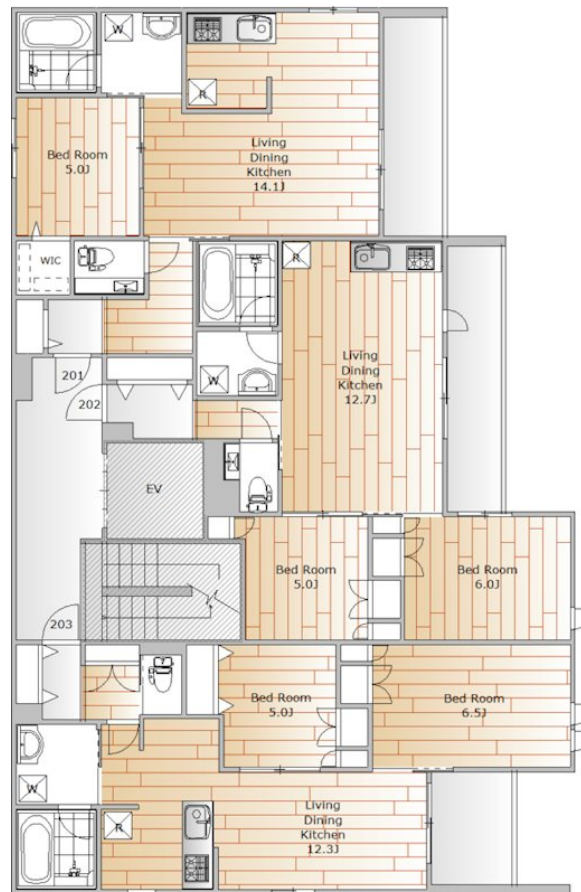 W
R
Bed Room
5.0J
Living
Dining
Kitchen
14.1J
WIC
R
201
202
W
Living
Dining
Kitchen
12.7J
EV
Bed Room
5.0J
Bed Room
6.0J
203
Bed Room
5.0J
Bed Room
6.5J
W
R
Living
Dining
Kitchen
12.3J